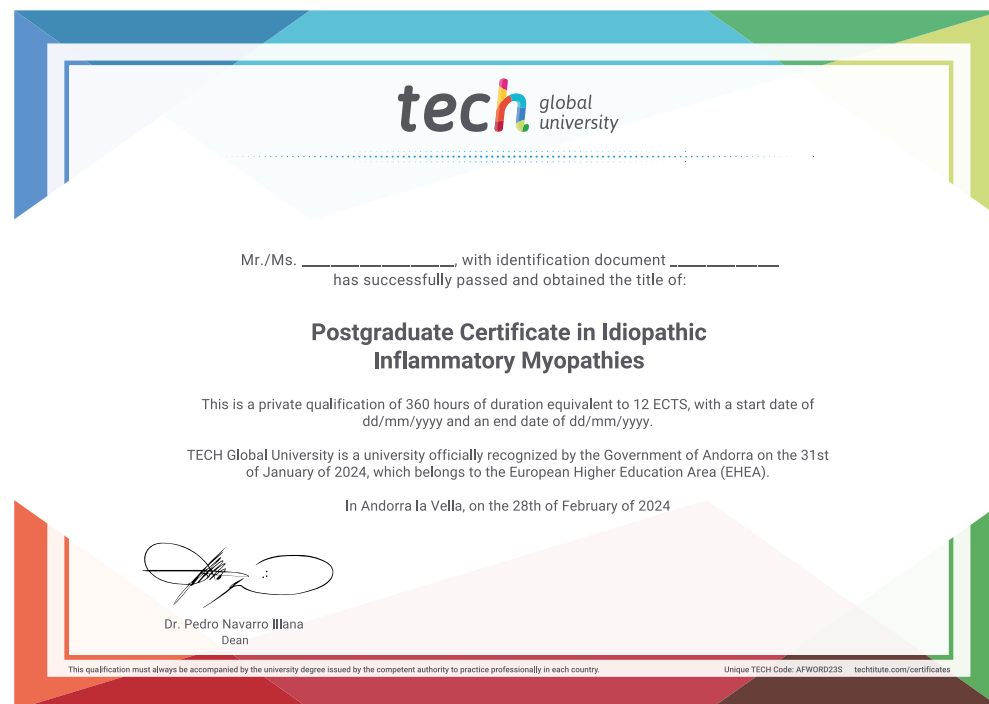 tech global university
Mr./Ms. ____________________, with identification document ______________
has successfully passed and obtained the title of:
Postgraduate Certificate in Idiopathic
Inflammatory Myopathies
This is a private qualification of 360 hours of duration equivalent to 12 ECTS, with a start date of
dd/mm/yyyy and an end date of dd/mm/yyyy.
TECH Global University is a university officially recognized by the Government of Andorra on the 31st
of January of 2024, which belongs to the European Higher Education Area (EHEA).
In Andorra la Vella, on the 28th of February of 2024
Dr. Pedro Navarro Illana
Dean
This qualification must always be accompanied by the university degree issued by the competent authority to practice professionally in each country.
Unique TECH Code: AFWORD23S techtitute.com/certificates